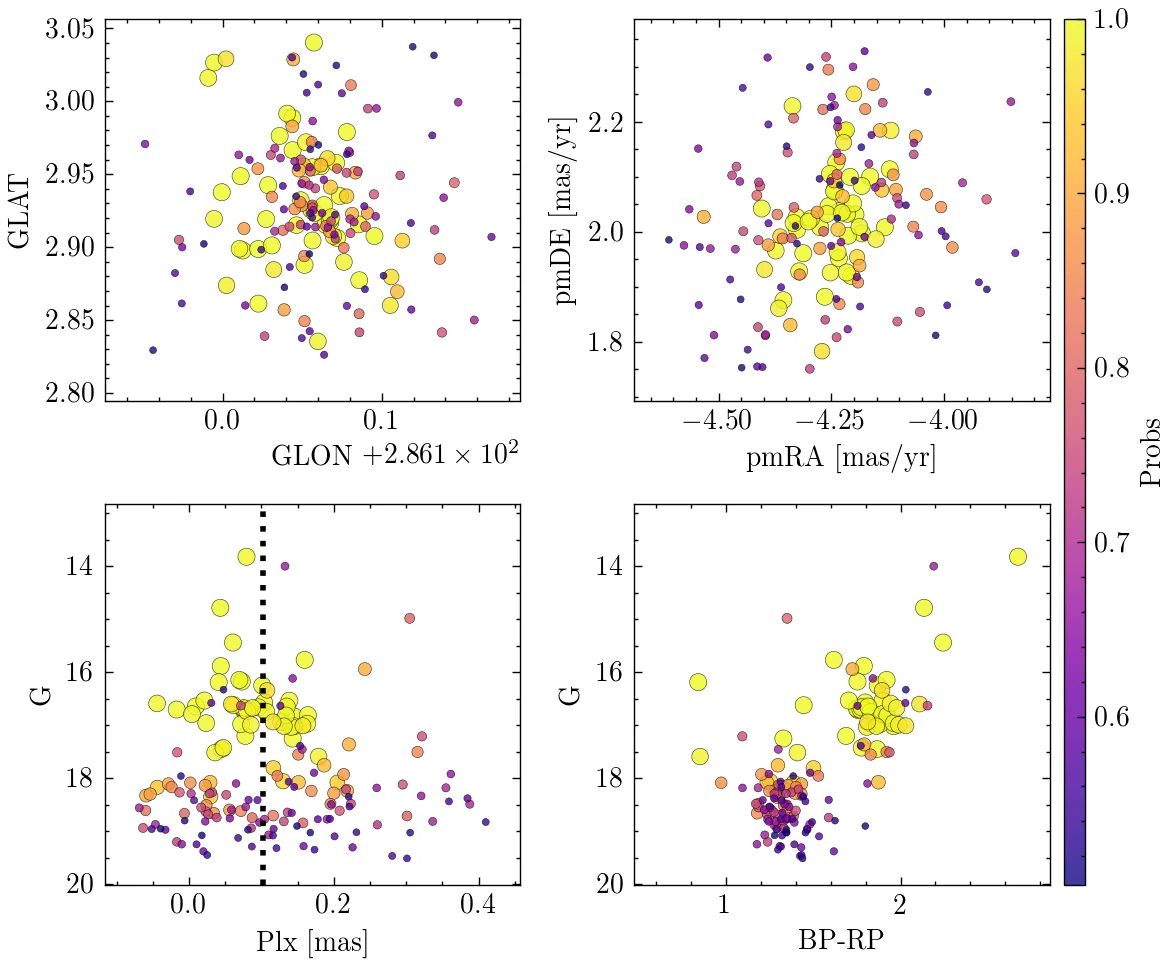 3.05
3.00
2.95
2.90
2.85
2.80
GLAT
0.0 0.1
GLON +2.861 × 10²
2.2
2.0
1.8
pmDE [mas/yr]
−4.50 −4.25 −4.00
pmRA [mas/yr]
1.0
0.9
0.8
0.7
0.6
Probs
14
16
18
20
G
0.0 0.2 0.4
Plx [mas]
14
16
18
20
G
1 2
BP-RP